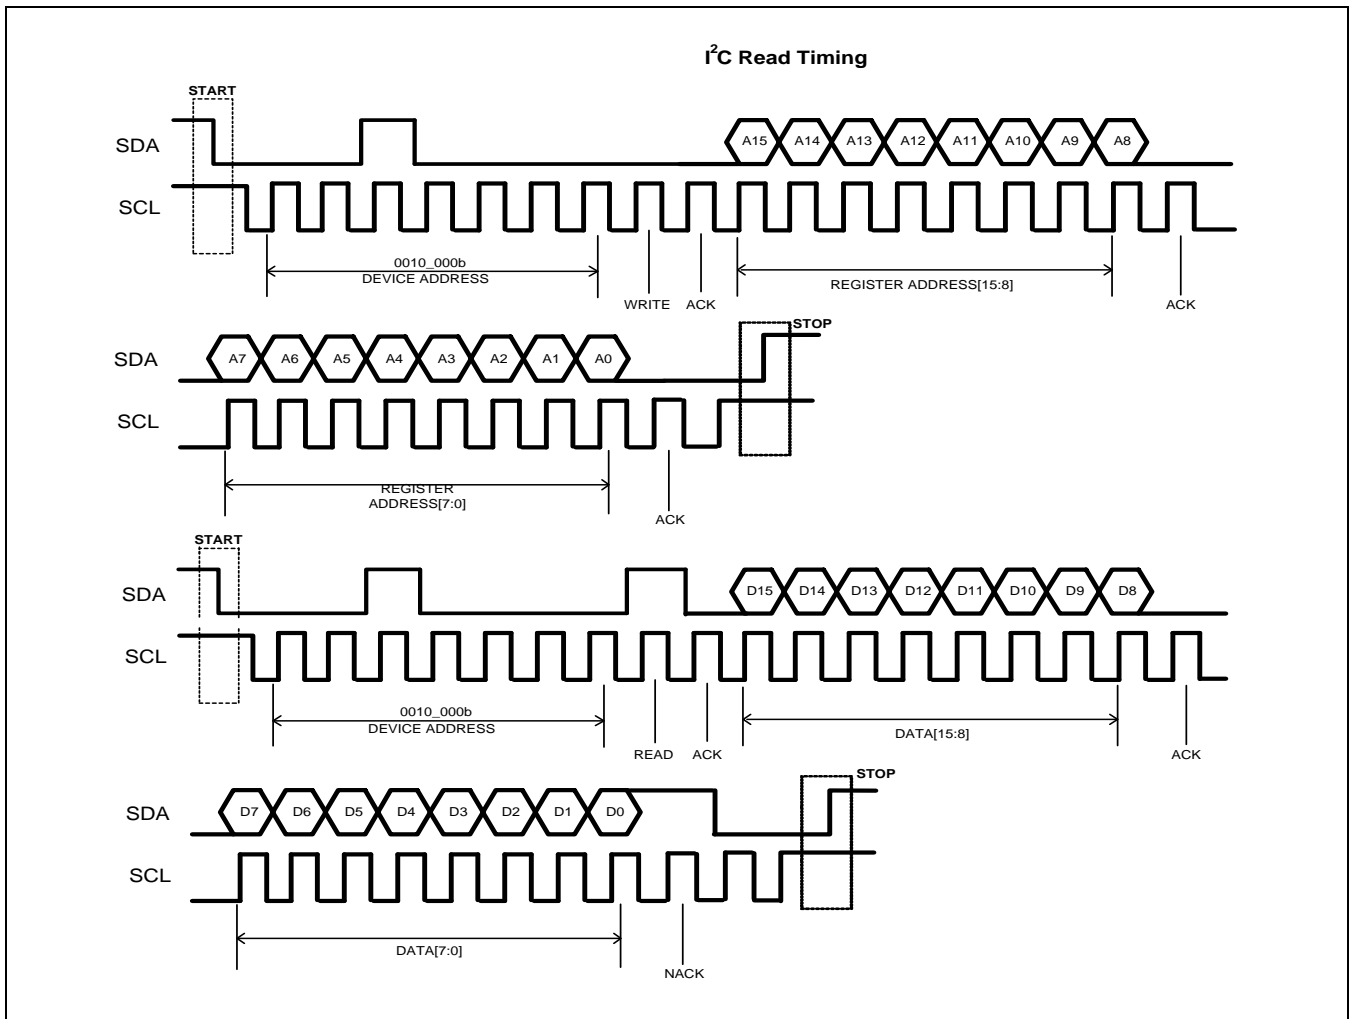 I²C Read Timing
START
SDA
A15 A14 A13 A12 A11 A10 A9 A8
SCL
0010_000b
DEVICE ADDRESS
REGISTER ADDRESS[15:8]
WRITE ACK ACK
STOP
SDA
A7 A6 A5 A4 A3 A2 A1 A0
SCL
REGISTER
ADDRESS[7:0]
ACK
START
SDA
D15 D14 D13 D12 D11 D10 D9 D8
SCL
0010_000b
DEVICE ADDRESS
DATA[15:8]
READ ACK ACK
STOP
SDA
D7 D6 D5 D4 D3 D2 D1 D0
SCL
DATA[7:0]
NACK